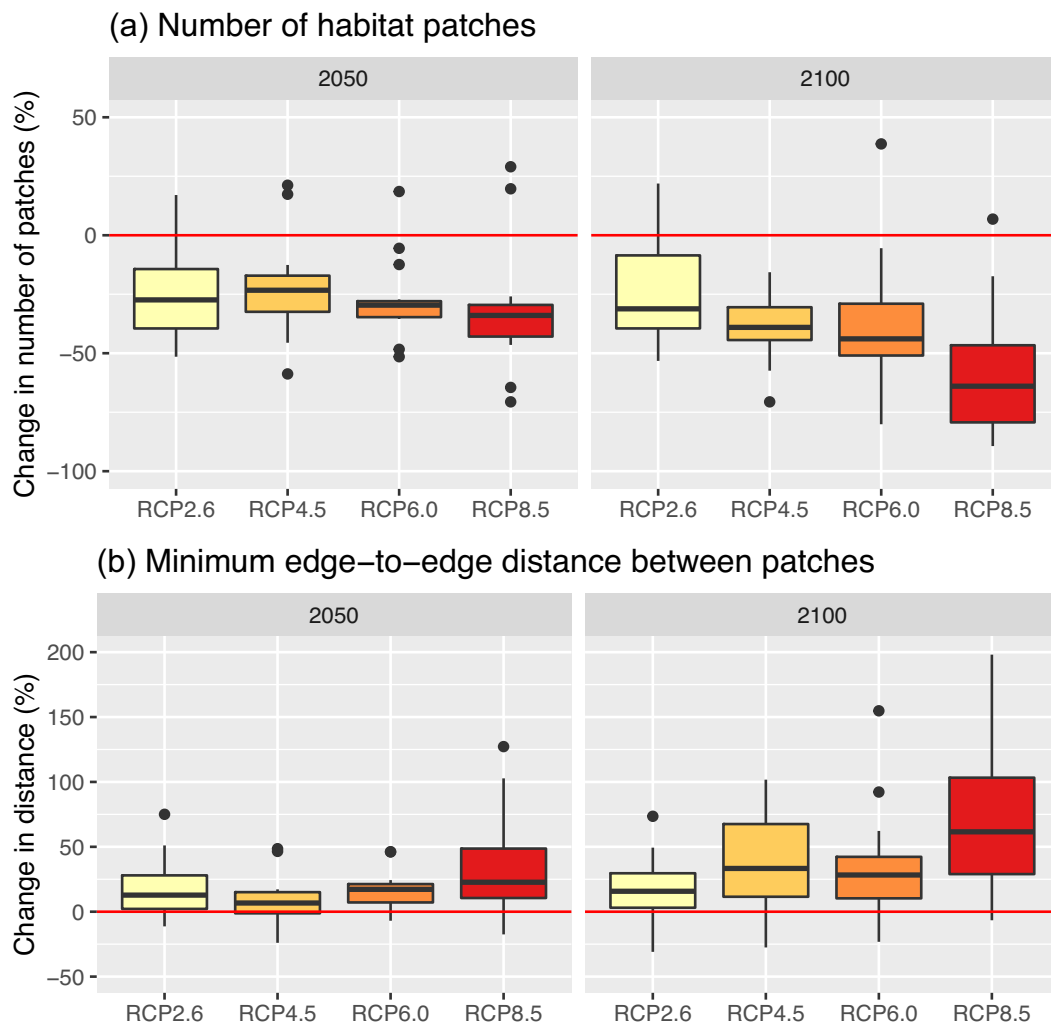 (a) Number of habitat patches
2050
2100
Change in number of patches (%)
50
0
−50
−100
RCP2.6
RCP4.5
RCP6.0
RCP8.5
RCP2.6
RCP4.5
RCP6.0
RCP8.5
(b) Minimum edge−to−edge distance between patches
2050
2100
Change in distance (%)
200
150
100
50
0
−50
RCP2.6
RCP4.5
RCP6.0
RCP8.5
RCP2.6
RCP4.5
RCP6.0
RCP8.5